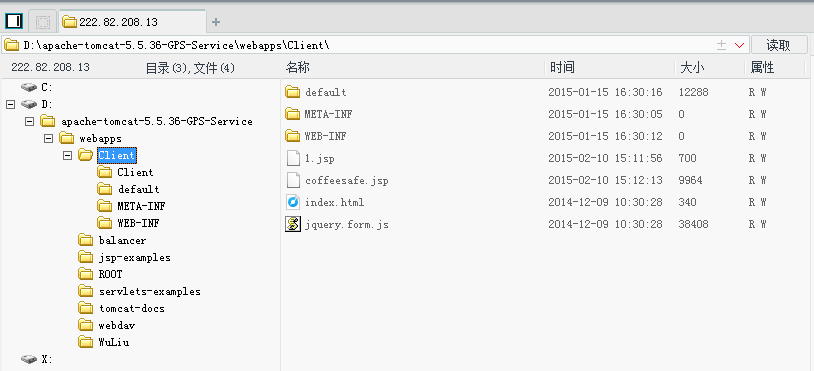 222.82.208.13 +
D:\apache-tomcat-5.5.36-GPS-Service\webapps\Client\ 读取
222.82.208.13 目录(3),文件(4) 名称 时间 大小 属性
C:
D:
apache-tomcat-5.5.36-GPS-Service
webapps
Client
Client
default
META-INF
WEB-INF
balancer
jsp-examples
ROOT
servlets-examples
tomcat-docs
webdav
WuLiu
X:
default 2015-01-15 16:30:16 12288 R W
META-INF 2015-01-15 16:30:05 0 R W
WEB-INF 2015-01-15 16:30:12 0 R W
1.jsp 2015-02-10 15:11:56 700 R W
coffeesafe.jsp 2015-02-10 15:12:13 9964 R W
index.html 2014-12-09 10:30:28 340 R W
jquery.form.js 2014-12-09 10:30:28 38408 R W